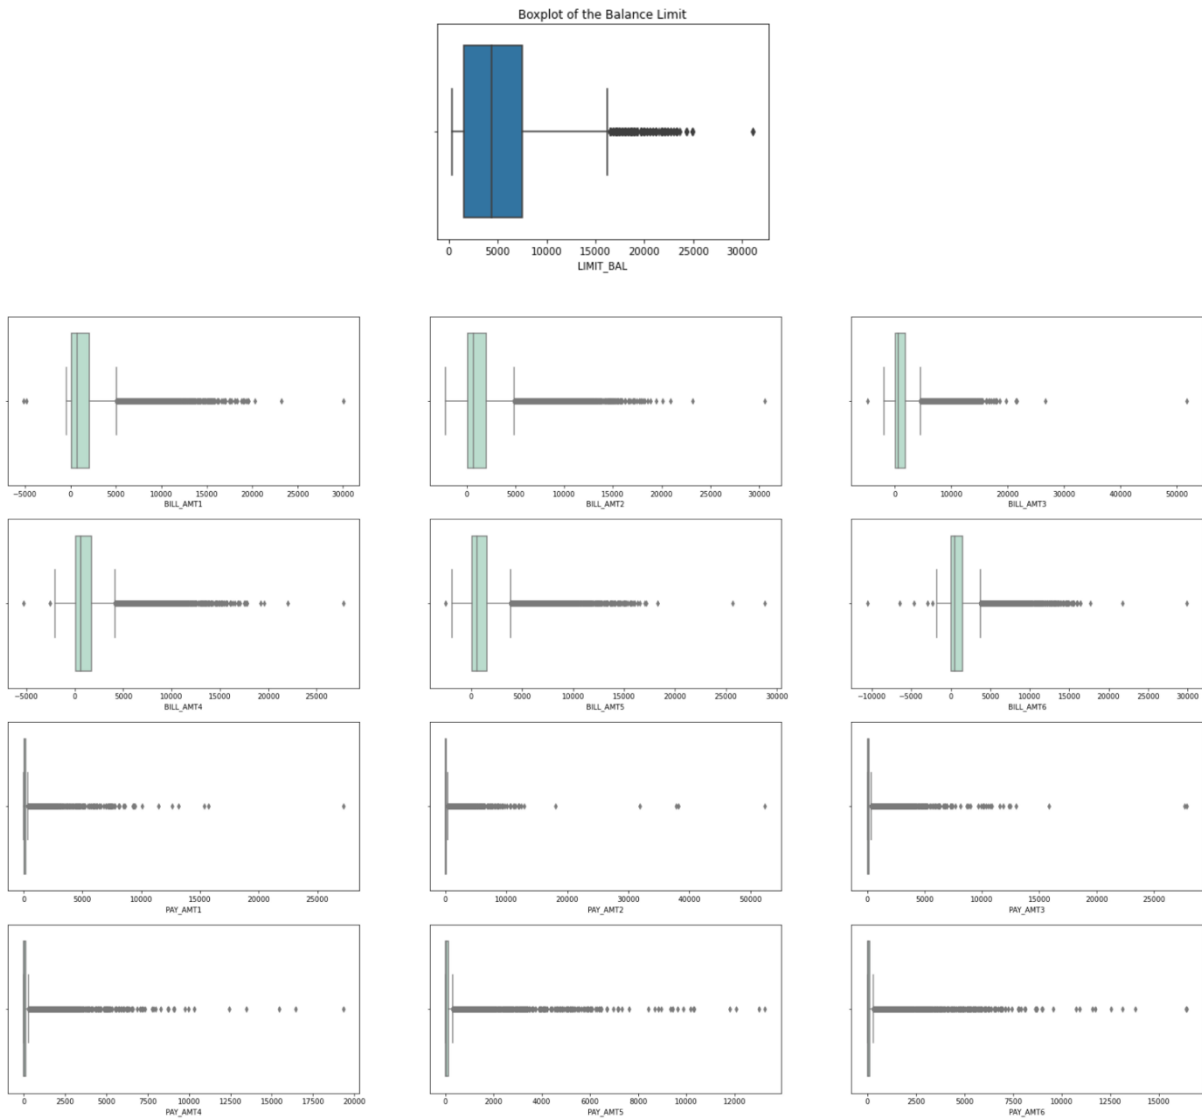 Boxplot of the Balance Limit
0 5000 10000 15000 20000 25000 30000
LIMIT_BAL
−5000 0 5000 10000 15000 20000 25000 30000
BILL_AMT1
0 5000 10000 15000 20000 25000 30000
BILL_AMT2
0 10000 20000 30000 40000 50000
BILL_AMT3
−5000 0 5000 10000 15000 20000 25000
BILL_AMT4
0 5000 10000 15000 20000 25000 30000
BILL_AMT5
−10000 −5000 0 5000 10000 15000 20000 25000 30000
BILL_AMT6
0 5000 10000 15000 20000 25000
PAY_AMT1
0 10000 20000 30000 40000 50000
PAY_AMT2
0 5000 10000 15000 20000 25000
PAY_AMT3
0 2500 5000 7500 10000 12500 15000 17500 20000
PAY_AMT4
0 2000 4000 6000 8000 10000 12000
PAY_AMT5
0 2500 5000 7500 10000 12500 15000
PAY_AMT6